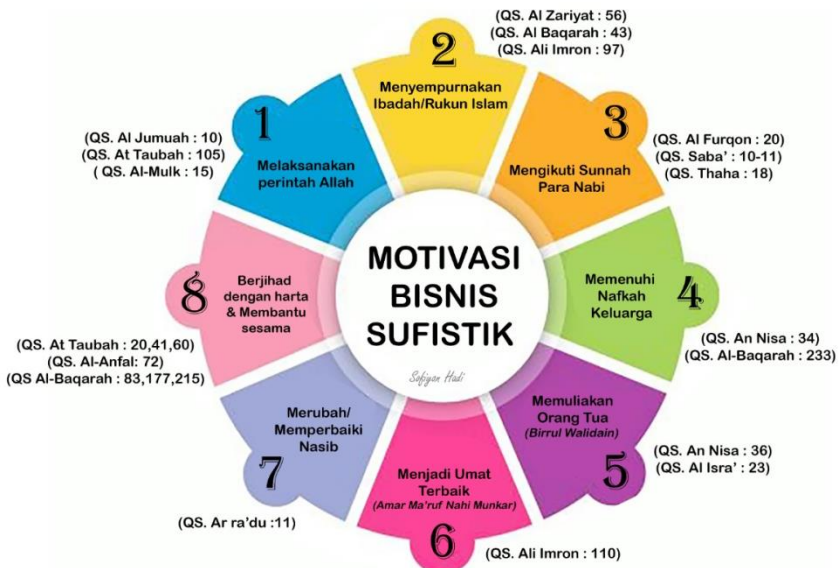 MOTIVASI
BISNIS
SUFISTIK
Sofiyan Hadi
1
Melaksanakan
perintah Allah
(QS. Al Jumuah : 10)
(QS. At Taubah : 105)
( QS. Al-Mulk : 15)
2
Menyempurnakan
Ibadah/Rukun Islam
(QS. Al Zariyat : 56)
(QS. Al Baqarah : 43)
(QS. Ali Imron : 97)
3
Mengikuti Sunnah
Para Nabi
(QS. Al Furqon : 20)
(QS. Saba' : 10-11)
(QS. Thaha : 18)
4
Memenuhi
Nafkah
Keluarga
(QS. An Nisa : 34)
(QS. Al-Baqarah : 233)
5
Memuliakan
Orang Tua
(Birrul Walidain)
(QS. An Nisa : 36)
(QS. Al Isra' : 23)
6
Menjadi Umat
Terbaik
(Amar Ma'ruf Nahi Munkar)
(QS. Ali Imron : 110)
7
Merubah/
Memperbaiki
Nasib
(QS. Ar ra'du :11)
8
Berjihad
dengan harta
& Membantu
sesama
(QS. At Taubah : 20,41,60)
(QS. Al-Anfal: 72)
(QS Al-Baqarah : 83,177,215)